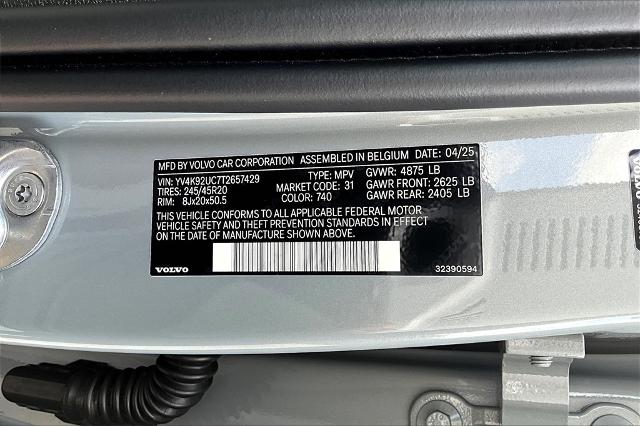 MFD BY VOLVO CAR CORPORATION ASSEMBLED IN BELGIUM DATE: 04/25
VIN: YV4K92UC7T2657429 TYPE: MPV GVWR: 4875 LB
TIRES: 245/45R20 MARKET CODE: 31 GAWR FRONT: 2625 LB
RIM: 8Jx20x50.5 COLOR: 740 GAWR REAR: 2405 LB
THIS VEHICLE CONFORMS TO ALL APPLICABLE FEDERAL MOTOR
VEHICLE SAFETY AND THEFT PREVENTION STANDARDS IN EFFECT
ON THE DATE OF MANUFACTURE SHOWN ABOVE.
VOLVO 32390594